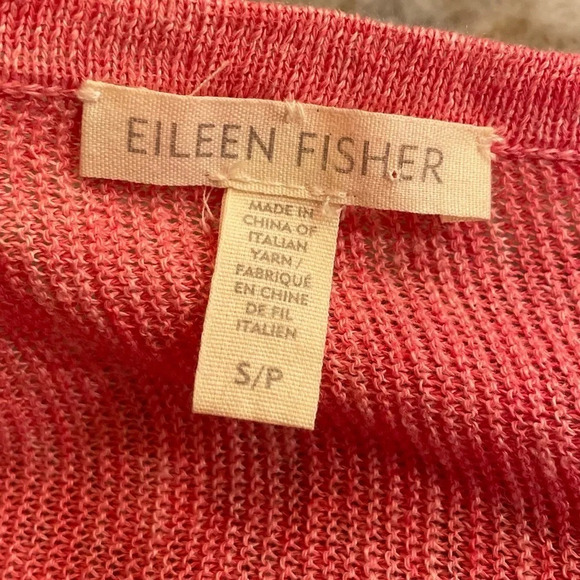 EILEEN FISHER
MADE IN
CHINA OF
ITALIAN
YARN /
FABRIQUÉ
EN CHINE
DE FIL
ITALIEN
S/P